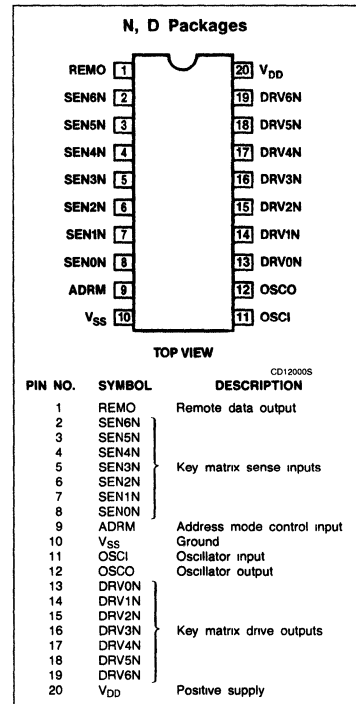 N, D Packages
REMO 1 20 VDD
SEN6N 2 19 DRV6N
SEN5N 3 18 DRV5N
SEN4N 4 17 DRV4N
SEN3N 5 16 DRV3N
SEN2N 6 15 DRV2N
SEN1N 7 14 DRV1N
SEN0N 8 13 DRV0N
ADRM 9 12 OSCO
VSS 10 11 OSCI
TOP VIEW
CD12000S
PIN NO. SYMBOL DESCRIPTION
1 REMO Remote data output
2 SEN6N
3 SEN5N
4 SEN4N
5 SEN3N Key matrix sense inputs
6 SEN2N
7 SEN1N
8 SEN0N
9 ADRM Address mode control input
10 VSS Ground
11 OSCI Oscillator input
12 OSCO Oscillator output
13 DRV0N
14 DRV1N
15 DRV2N
16 DRV3N Key matrix drive outputs
17 DRV4N
18 DRV5N
19 DRV6N
20 VDD Positive supply